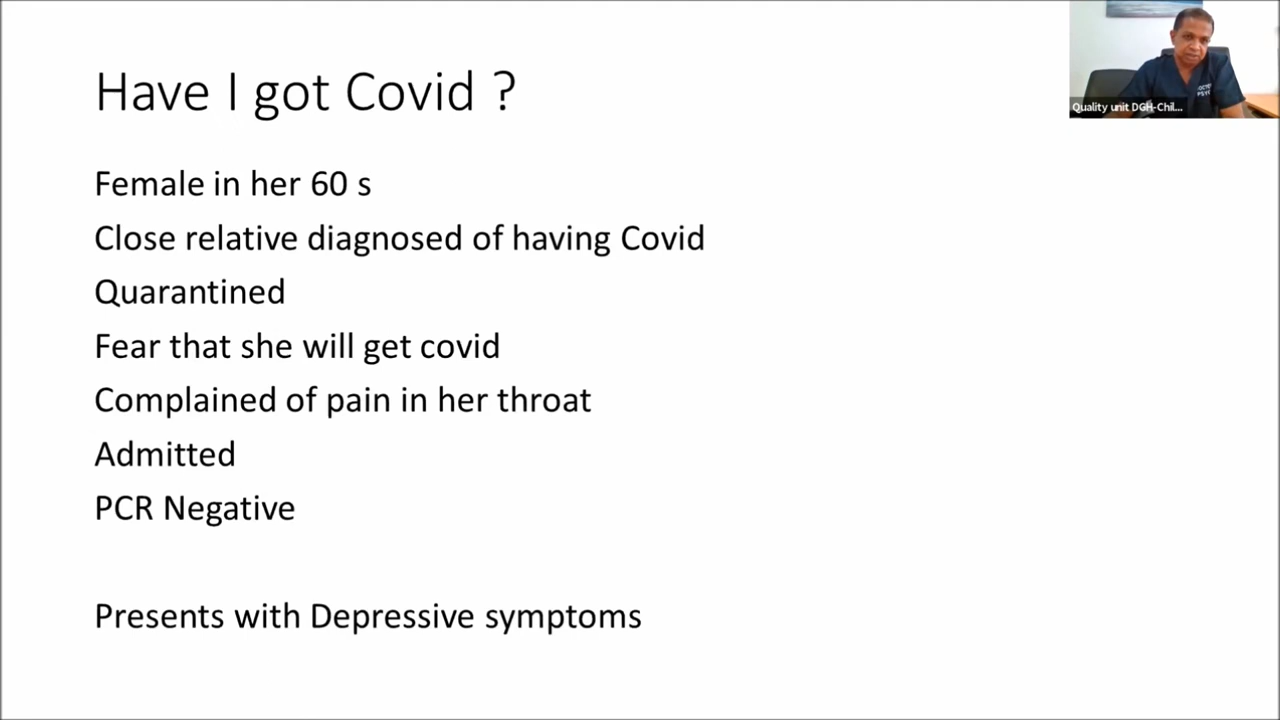 Have I got Covid ?
Quality unit DGH-Chil...
Female in her 60 s
Close relative diagnosed of having Covid
Quarantined
Fear that she will get covid
Complained of pain in her throat
Admitted
PCR Negative
Presents with Depressive symptoms